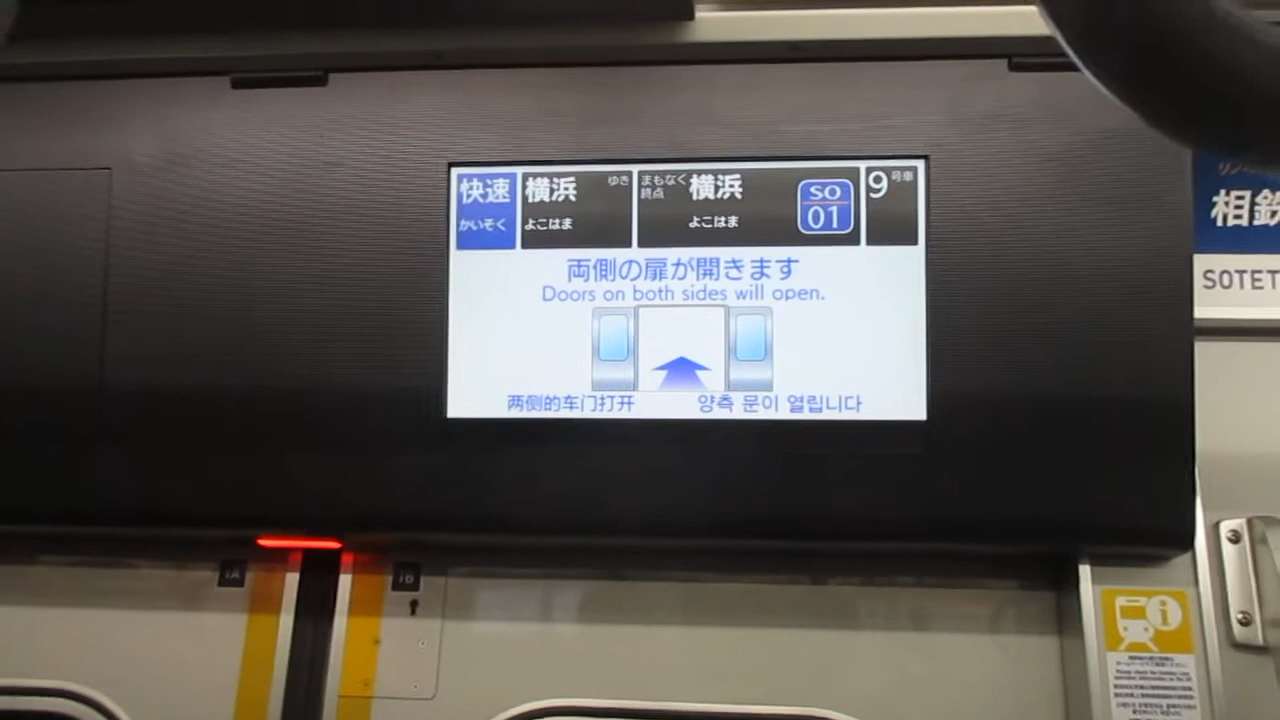 快速
かいそく
横浜 ゆき
よこはま
まもなく
終点
横浜
よこはま
SO
01
9 号車
両側の扉が開きます
Doors on both sides will open.
两侧的车门打开
양측 문이 열립니다
相鉄
SOTET
1A
1B